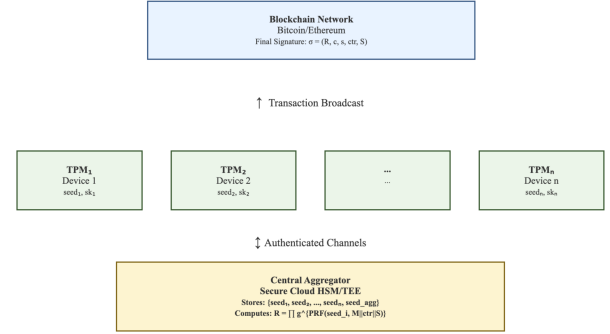 Blockchain Network
Bitcoin/Ethereum
Final Signature: σ = (R, c, s, ctr, S)
↑ Transaction Broadcast
TPM₁
Device 1
seed₁, sk₁
TPM₂
Device 2
seed₂, sk₂
...
...
TPMₙ
Device n
seedₙ, skₙ
↕ Authenticated Channels
Central Aggregator
Secure Cloud HSM/TEE
Stores: {seed₁, seed₂, ..., seedₙ, seed_agg}
Computes: R = ∏ g^{PRF(seed_i, M||ctr||S)}